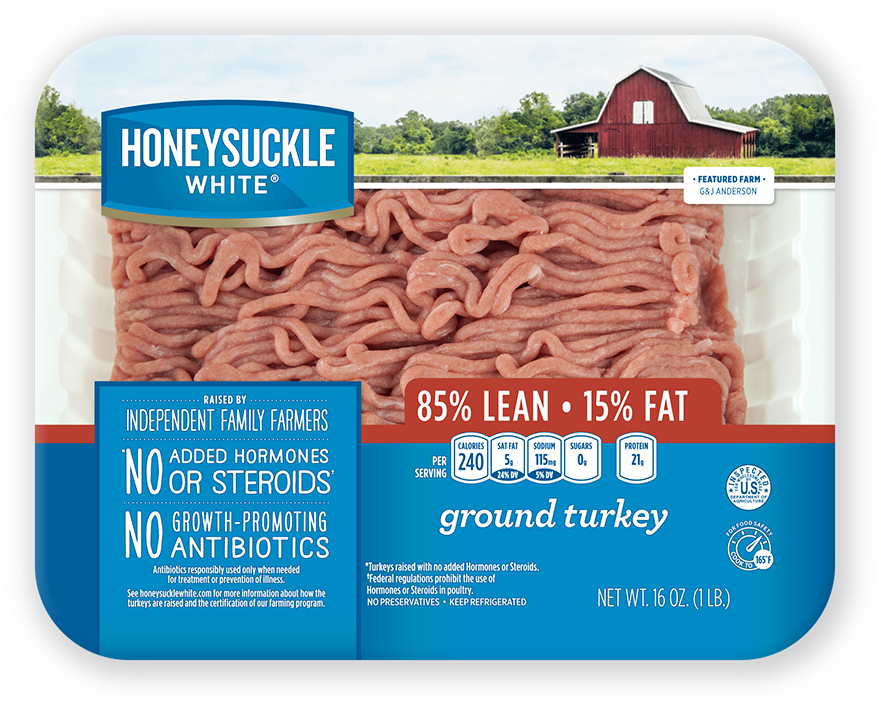 HONEYSUCKLE
WHITE®
• FEATURED FARM •
G&J ANDERSON
RAISED BY
INDEPENDENT FAMILY FARMERS
*NO ADDED HORMONES
OR STEROIDS†
NO GROWTH-PROMOTING
ANTIBIOTICS
Antibiotics responsibly used only when needed
for treatment or prevention of illness.
See honeysucklewhite.com for more information about how the
turkeys are raised and the certification of our farming program.
85% LEAN • 15% FAT
PER
SERVING
CALORIES
240
SAT FAT
5g
24% DV
SODIUM
115mg
5% DV
SUGARS
0g
PROTEIN
21g
ground turkey
*Turkeys raised with no added Hormones or Steroids.
†Federal regulations prohibit the use of
Hormones or Steroids in poultry.
NO PRESERVATIVES • KEEP REFRIGERATED
INSPECTED
U.S.
DEPARTMENT OF
AGRICULTURE
FOR FOOD SAFETY
COOK TO 165°F
NET WT. 16 OZ. (1 LB.)